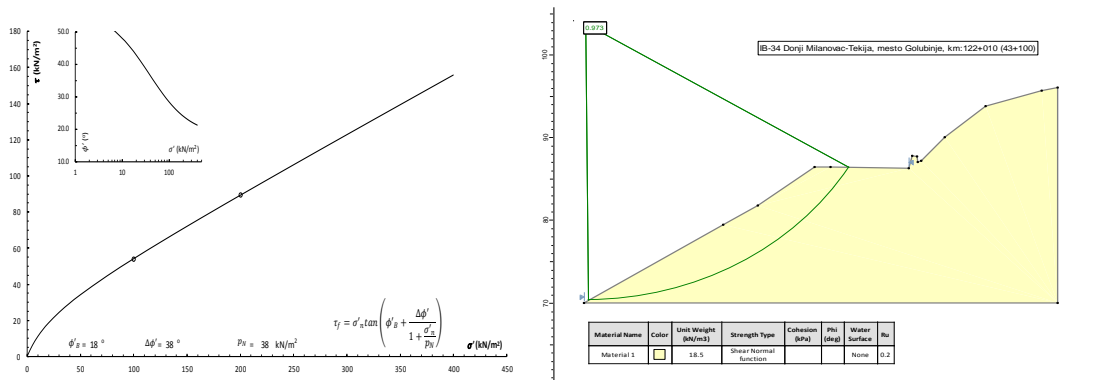 180
160
140
120
100
80
60
40
20
0
τ (kN/m²)
50.0
40.0
30.0
20.0
10.0
ϕ' (°)
σ' (kN/m²)
1 10 100
τf = σ'n tan(ϕ'B + Δϕ' / (1 + σ'n / pN))
ϕ'B = 18 ° Δϕ'= 38 ° pN = 38 kN/m²
σ'(kN/m²)
0 50 100 150 200 250 300 350 400 450
0.973
IB-34 Donji Milanovac-Tekija, mesto Golubinje, km:122+010 (43+100)
100
90
80
70
Material Name Color Unit Weight (kN/m3) Strength Type Cohesion (kPa) Phi (deg) Water Surface Ru
Material 1 18.5 Shear Normal function None 0.2